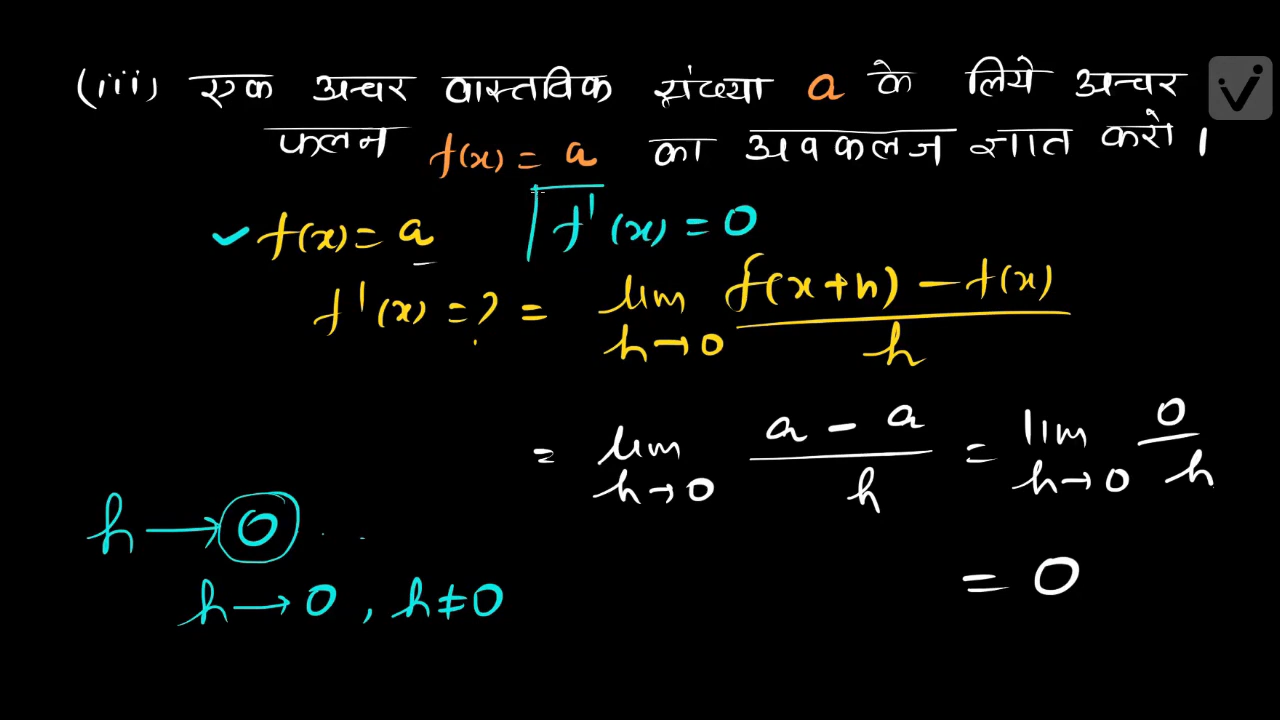 (iii) एक अचर वास्तविक संख्या a के लिये अचर
फलन f(x) = a का अवकलज ज्ञात करो।
✓ f(x) = a f'(x) = 0
f'(x) = ? = lim h→0 f(x+h) − f(x) / h
= lim h→0 a − a / h = lim h→0 0 / h
h → 0
= 0
h → 0 , h ≠ 0